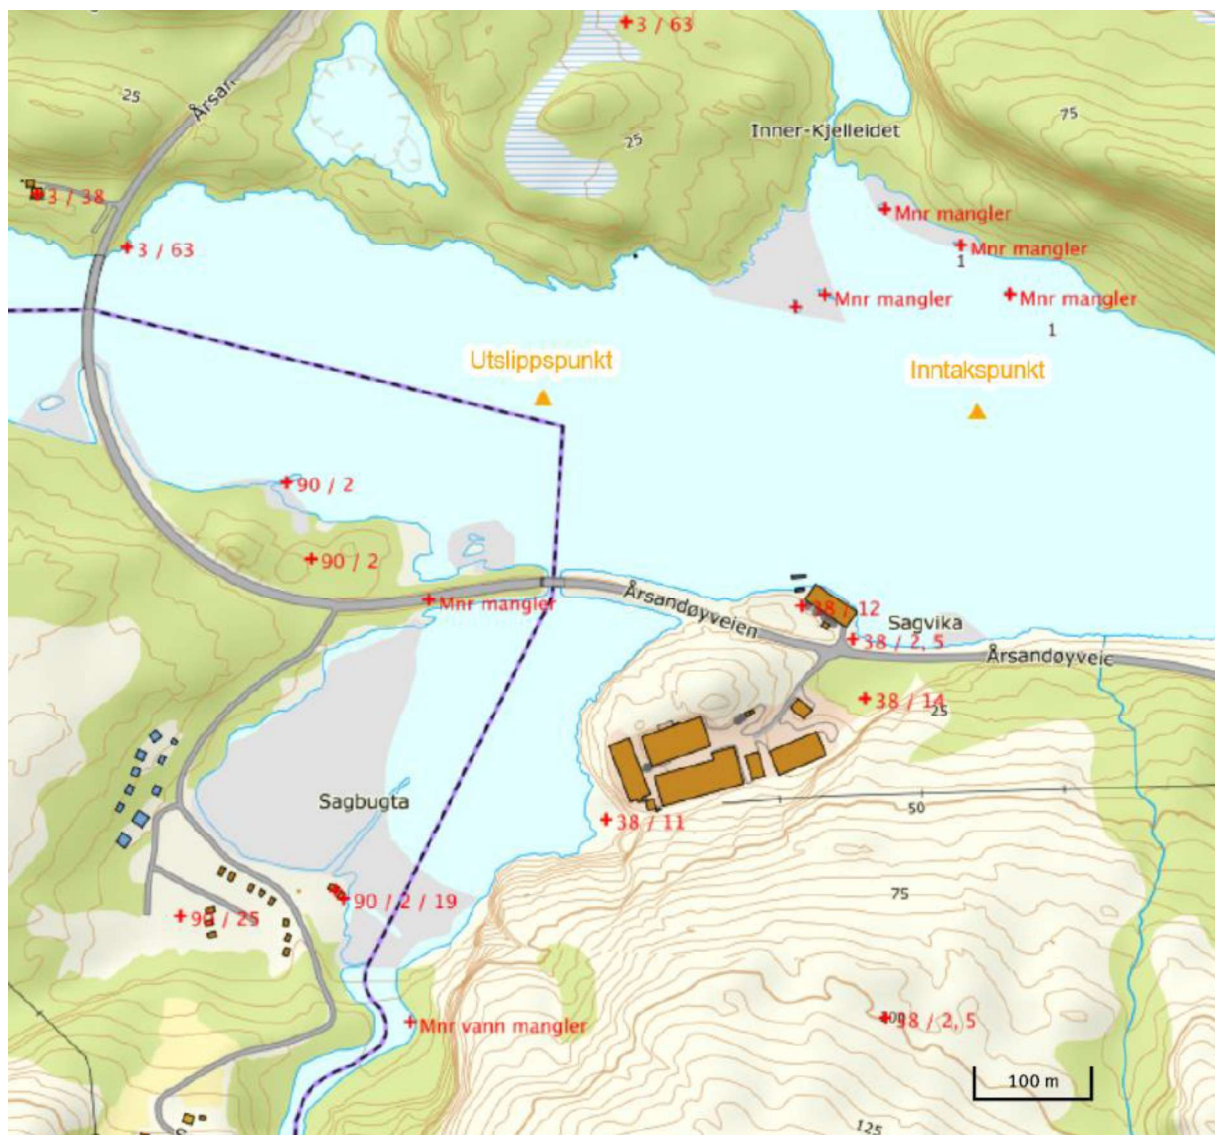 3 / 63
25
Årsan
75
Inner-Kjelleidet
25
3 / 38
Mnr mangler
3 / 63
Mnr mangler
1
Mnr mangler
Mnr mangler
1
Utslippspunkt
Inntakspunkt
90 / 2
90 / 2
Mnr mangler
Årsandøyveien
38 / 12
Sagvika
38 / 2, 5
Årsandøyveie
38 / 14
25
Sagbugta
50
38 / 11
75
90 / 2 / 19
90 / 25
Mnr vann mangler
38 / 2, 5
100 m
125